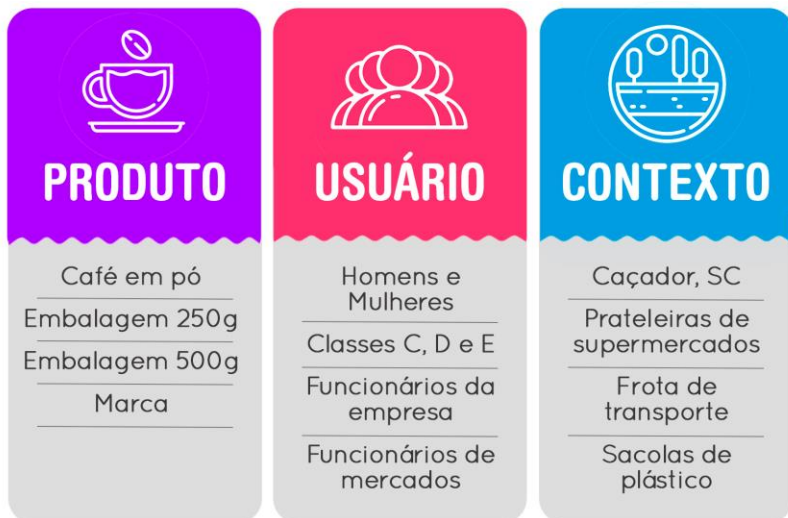 PRODUTO
Café em pó
Embalagem 250g
Embalagem 500g
Marca
USUÁRIO
Homens e
Mulheres
Classes C, D e E
Funcionários da
empresa
Funcionários de
mercados
CONTEXTO
Caçador, SC
Prateleiras de
supermercados
Frota de
transporte
Sacolas de
plástico